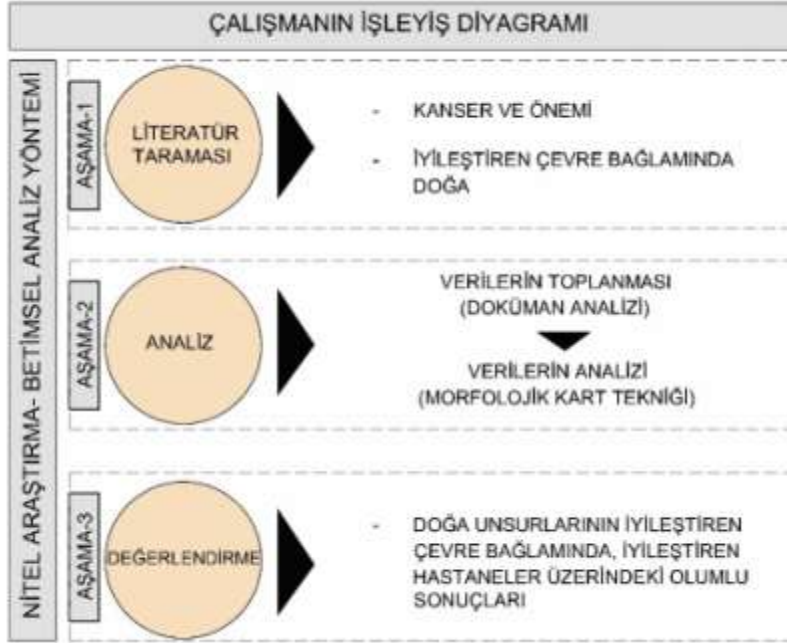 ÇALIŞMANIN İŞLEYİŞ DİYAGRAMI
NİTEL ARAŞTIRMA- BETİMSEL ANALİZ YÖNTEMİ
AŞAMA-1
LİTERATÜR
TARAMASI
- KANSER VE ÖNEMİ
- İYİLEŞTİREN ÇEVRE BAĞLAMINDA
DOĞA
AŞAMA-2
ANALİZ
VERİLERİN TOPLANMASI
(DOKÜMAN ANALİZİ)
VERİLERİN ANALİZİ
(MORFOLOJİK KART TEKNİĞİ)
AŞAMA-3
DEĞERLENDİRME
- DOĞA UNSURLARININ İYİLEŞTİREN
ÇEVRE BAĞLAMINDA, İYİLEŞTİREN
HASTANELER ÜZERİNDEKİ OLUMLU
SONUÇLARI